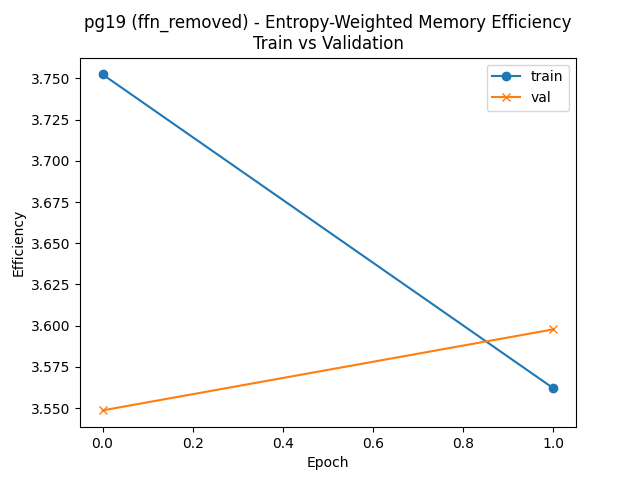 pg19 (ffn_removed) - Entropy-Weighted Memory Efficiency
Train vs Validation
train
val
3.750
3.725
3.700
3.675
3.650
3.625
3.600
3.575
3.550
Efficiency
0.0 0.2 0.4 0.6 0.8 1.0
Epoch